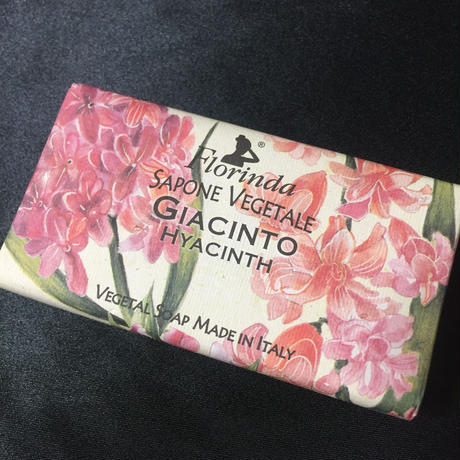 Florinda®
SAPONE VEGETALE
GIACINTO
HYACINTH
VEGETAL SOAP MADE IN ITALY